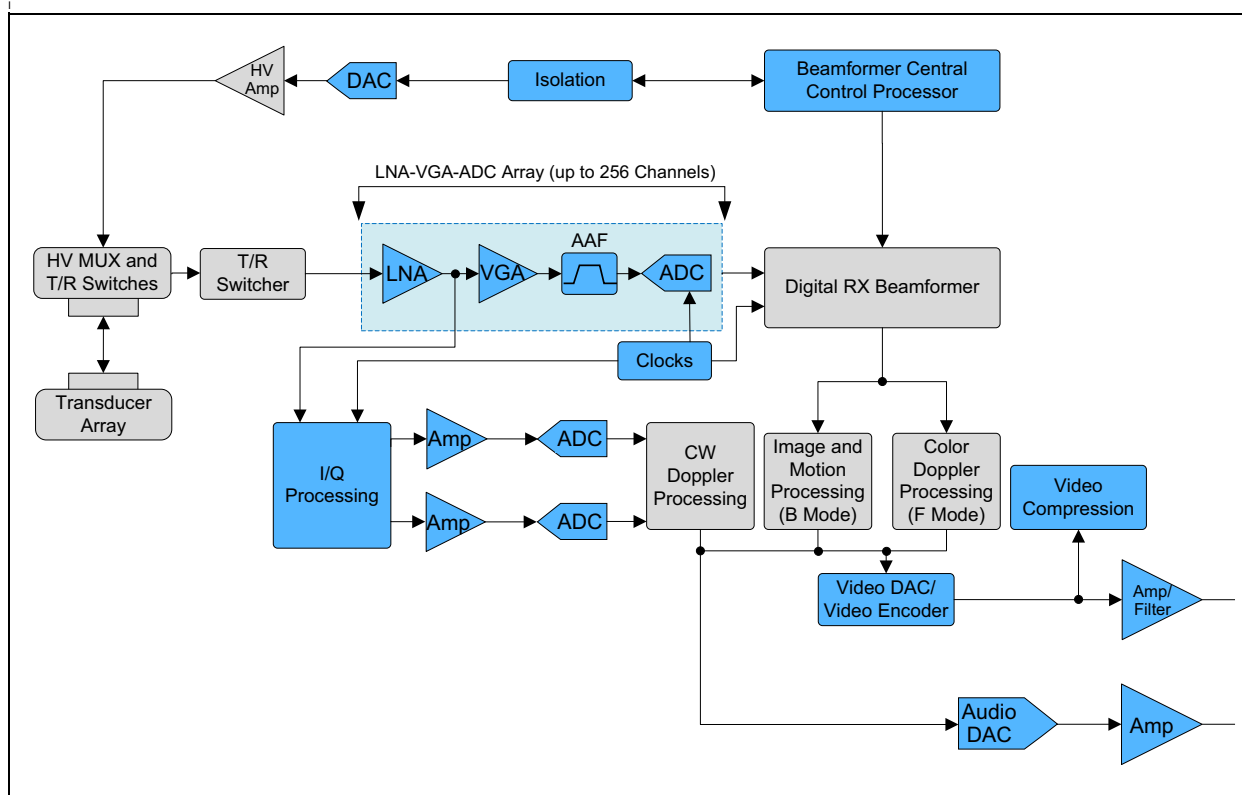 HV
Amp
DAC
Isolation
Beamformer Central
Control Processor
LNA-VGA-ADC Array (up to 256 Channels)
HV MUX and
T/R Switches
T/R
Switcher
LNA
VGA
AAF
ADC
Digital RX Beamformer
Clocks
Transducer
Array
I/Q
Processing
Amp
ADC
Amp
ADC
CW
Doppler
Processing
Image and
Motion
Processing
(B Mode)
Color
Doppler
Processing
(F Mode)
Video
Compression
Video DAC/
Video Encoder
Amp/
Filter
Audio
DAC
Amp